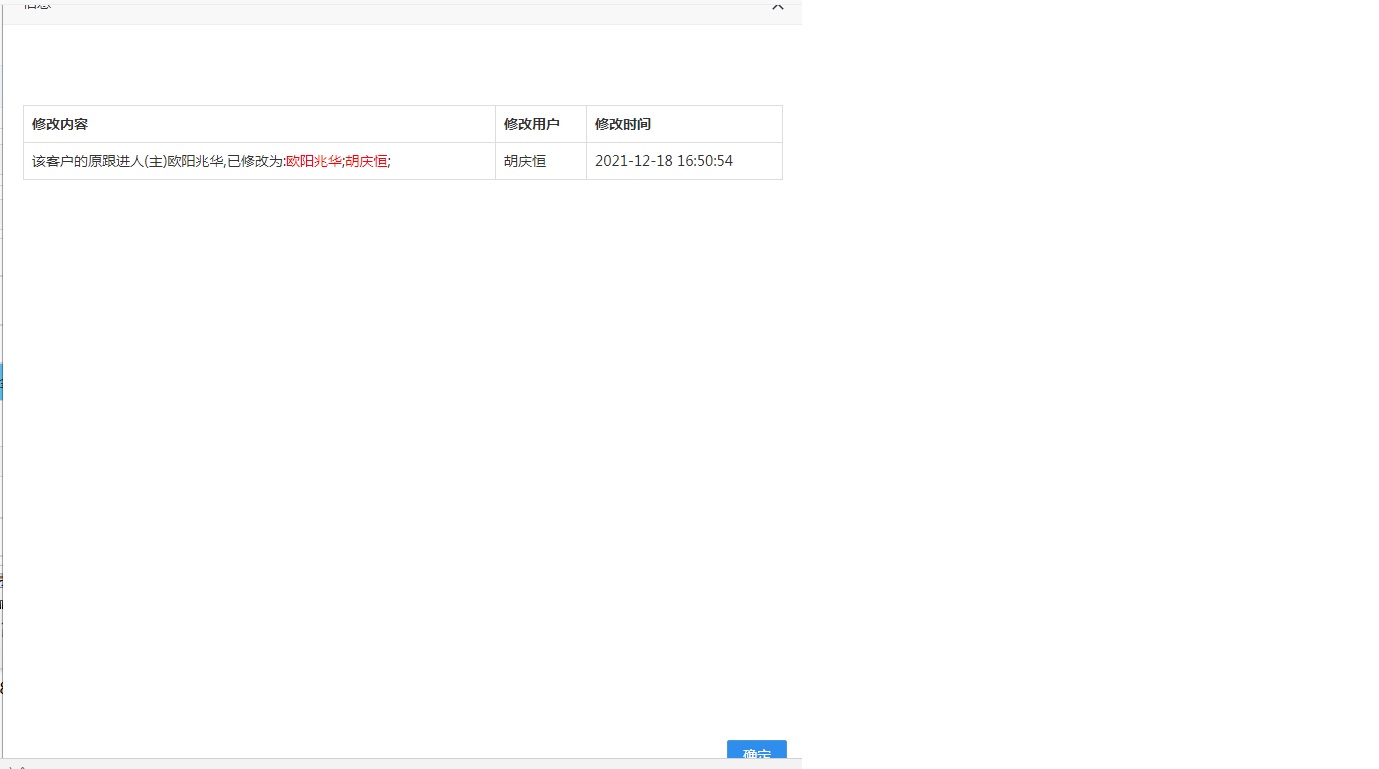 信息
修改内容 修改用户 修改时间
该客户的原跟进人(主)欧阳兆华,已修改为:欧阳兆华;胡庆恒; 胡庆恒 2021-12-18 16:50:54
确定